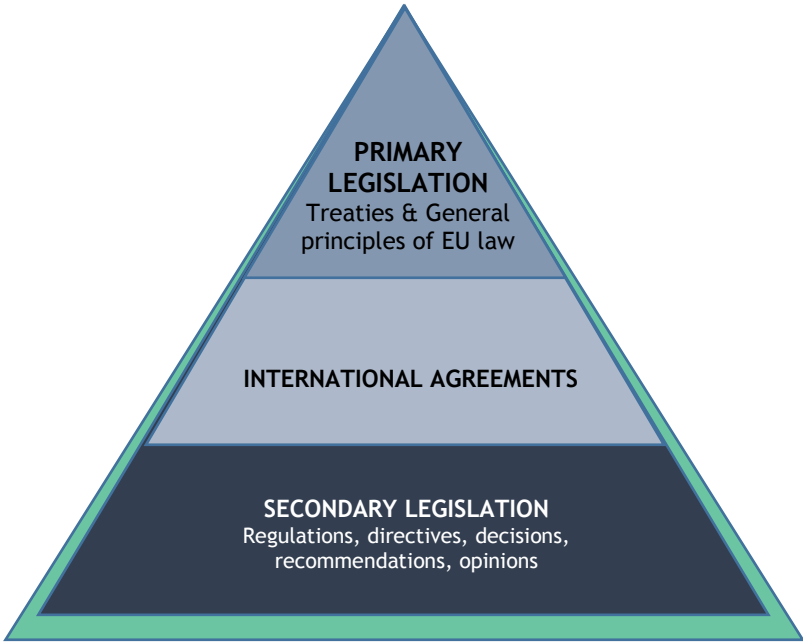 PRIMARY
LEGISLATION
Treaties & General
principles of EU law
INTERNATIONAL AGREEMENTS
SECONDARY LEGISLATION
Regulations, directives, decisions,
recommendations, opinions